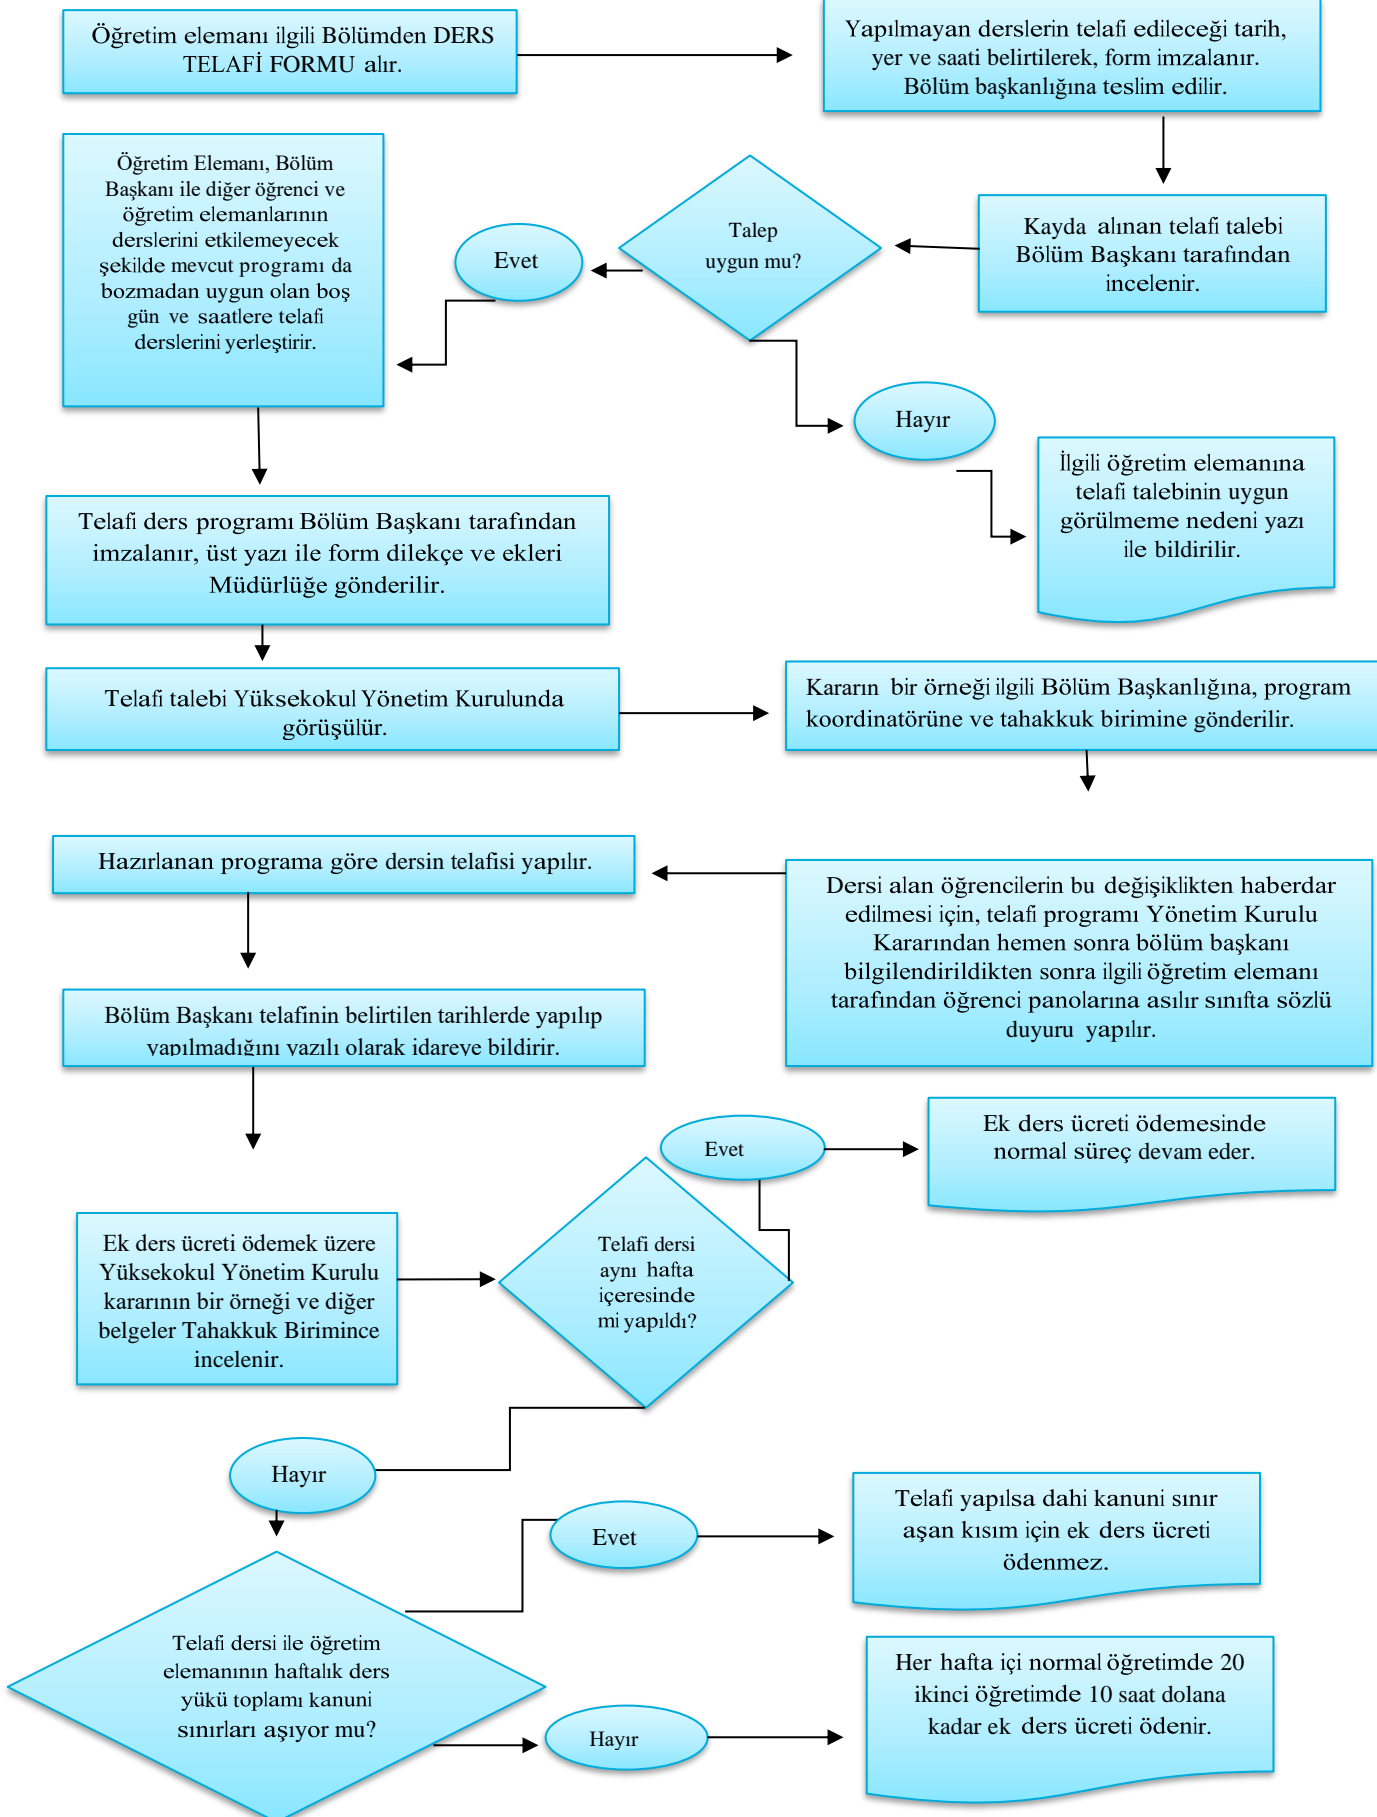 Öğretim elemanı ilgili Bölümden DERS
TELAFİ FORMU alır.
Yapılmayan derslerin telafi edileceği tarih,
yer ve saati belirtilerek, form imzalanır.
Bölüm başkanlığına teslim edilir.
Kayda alınan telafi talebi
Bölüm Başkanı tarafından
incelenir.
Talep
uygun mu?
Evet
Öğretim Elemanı, Bölüm
Başkanı ile diğer öğrenci ve
öğretim elemanlarının
derslerini etkilemeyecek
şekilde mevcut programı da
bozmadan uygun olan boş
gün ve saatlere telafi
derslerini yerleştirir.
Hayır
İlgili öğretim elemanına
telafi talebinin uygun
görülmeme nedeni yazı
ile bildirilir.
Telafi ders programı Bölüm Başkanı tarafından
imzalanır, üst yazı ile form dilekçe ve ekleri
Müdürlüğe gönderilir.
Telafi talebi Yüksekokul Yönetim Kurulunda
görüşülür.
Kararın bir örneği ilgili Bölüm Başkanlığına, program
koordinatörüne ve tahakkuk birimine gönderilir.
Dersi alan öğrencilerin bu değişiklikten haberdar
edilmesi için, telafi programı Yönetim Kurulu
Kararından hemen sonra bölüm başkanı
bilgilendirildikten sonra ilgili öğretim elemanı
tarafından öğrenci panolarına asılır sınıfta sözlü
duyuru yapılır.
Hazırlanan programa göre dersin telafisi yapılır.
Bölüm Başkanı telafinin belirtilen tarihlerde yapılıp
yapılmadığını yazılı olarak idareye bildirir.
Ek ders ücreti ödemek üzere
Yüksekokul Yönetim Kurulu
kararının bir örneği ve diğer
belgeler Tahakkuk Birimince
incelenir.
Telafi dersi
aynı hafta
içeresinde
mi yapıldı?
Evet
Ek ders ücreti ödemesinde
normal süreç devam eder.
Hayır
Telafi dersi ile öğretim
elemanının haftalık ders
yükü toplamı kanuni
sınırları aşıyor mu?
Evet
Telafi yapılsa dahi kanuni sınır
aşan kısım için ek ders ücreti
ödenmez.
Hayır
Her hafta içi normal öğretimde 20
ikinci öğretimde 10 saat dolana
kadar ek ders ücreti ödenir.